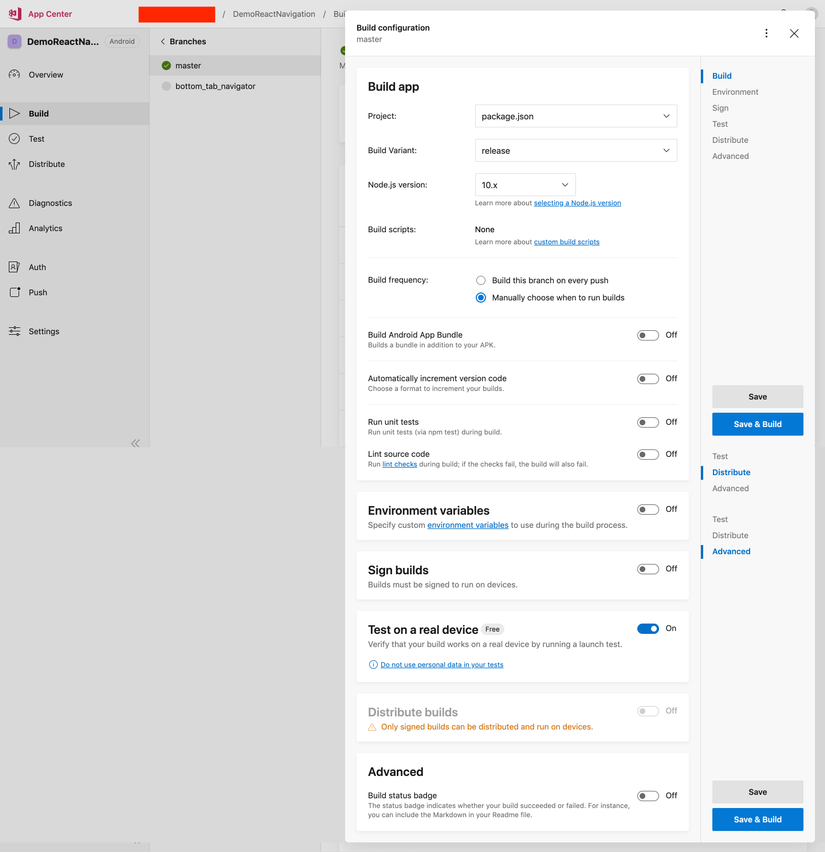 App Center
/ DemoReactNavigation / Bui
D DemoReactNa... Android
Overview
Build
Test
Distribute
Diagnostics
Analytics
Auth
Push
Settings
Branches
master
bottom_tab_navigator
M
Build configuration
master
Build app
Project: package.json
Build Variant: release
Node.js version: 10.x
Learn more about selecting a Node.js version
Build scripts: None
Learn more about custom build scripts
Build frequency: Build this branch on every push
Manually choose when to run builds
Build Android App Bundle Off
Builds a bundle in addition to your APK.
Automatically increment version code Off
Choose a format to increment your builds.
Run unit tests Off
Run unit tests (via npm test) during build.
Lint source code Off
Run lint checks during build; if the checks fail, the build will also fail.
Environment variables Off
Specify custom environment variables to use during the build process.
Sign builds Off
Builds must be signed to run on devices.
Test on a real device Free On
Verify that your build works on a real device by running a launch test.
Do not use personal data in your tests
Distribute builds Off
Only signed builds can be distributed and run on devices.
Advanced
Build status badge Off
The status badge indicates whether your build succeeded or failed. For instance,
you can include the Markdown in your Readme file.
Build
Environment
Sign
Test
Distribute
Advanced
Save
Save & Build
Test
Distribute
Advanced
Test
Distribute
Advanced
Save
Save & Build